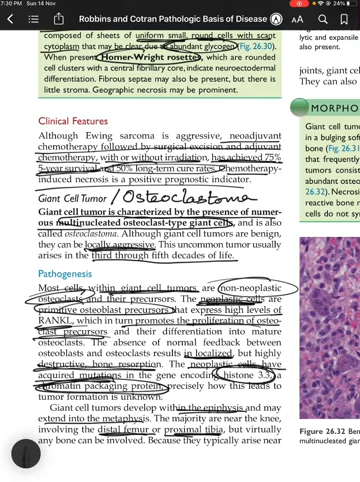 7:30 PM Sun 14 Nov
24%
Robbins and Cotran Pathologic Basis of Disease
AA
composed of sheets of uniform small, round cells with scant
cytoplasm that may be clear due to abundant glycogen (Fig. 26.30).
When present, Homer-Wright rosettes, which are rounded
cell clusters with a central fibrillary core, indicate neuroectodermal
differentiation. Fibrous septae may also be present, but there is
little stroma. Geographic necrosis may be prominent.
Clinical Features
Although Ewing sarcoma is aggressive, neoadjuvant
chemotherapy followed by surgical excision and adjuvant
chemotherapy, with or without irradiation, has achieved 75%
5-year survival and 50% long-term cure rates. Chemotherapy-
induced necrosis is a positive prognostic indicator.
Giant Cell Tumor / Osteoclastoma
Giant cell tumor is characterized by the presence of numer-
ous multinucleated osteoclast-type giant cells, and is also
called osteoclastoma. Although giant cell tumors are benign,
they can be locally aggressive. This uncommon tumor usually
arises in the third through fifth decades of life.
Pathogenesis
Most cells within giant cell tumors are non-neoplastic
osteoclasts and their precursors. The neoplastic cells are
primitive osteoblast precursors that express high levels of
RANKL, which in turn promotes the proliferation of osteo-
clast precursors and their differentiation into mature
osteoclasts. The absence of normal feedback between
osteoblasts and osteoclasts results in localized, but highly
destructive, bone resorption. The neoplastic cells have
acquired mutations in the gene encoding histone 3.3, a
chromatin packaging protein, precisely how this leads to
tumor formation is unknown.
Giant cell tumors develop within the epiphysis and may
extend into the metaphysis. The majority are near the knee,
involving the distal femur or proximal tibia, but virtually
any bone can be involved. Because they typically arise near
lytic and expansile
also present.
joints, giant cel
They can also
MORPHO
Giant cell tumo
in a bulging soft
bone (Fig. 26.31
that frequently
tumors consist
abundant osteo
26.32). Necrosi
reactive bone r
cells do not sy
Figure 26.32 Ben
multinucleated gian